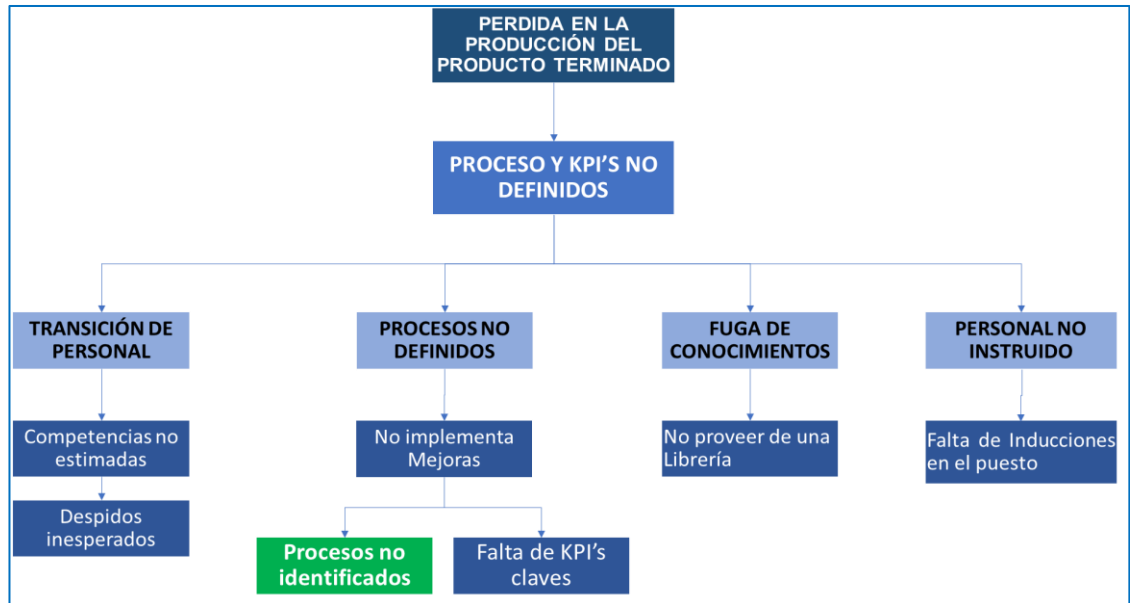 PERDIDA EN LA
PRODUCCIÓN DEL
PRODUCTO TERMINADO
PROCESO Y KPI'S NO
DEFINIDOS
TRANSICIÓN DE
PERSONAL
PROCESOS NO
DEFINIDOS
FUGA DE
CONOCIMIENTOS
PERSONAL NO
INSTRUIDO
Competencias no
estimadas
No implementa
Mejoras
No proveer de una
Librería
Falta de Inducciones
en el puesto
Despidos
inesperados
Procesos no
identificados
Falta de KPI's
claves